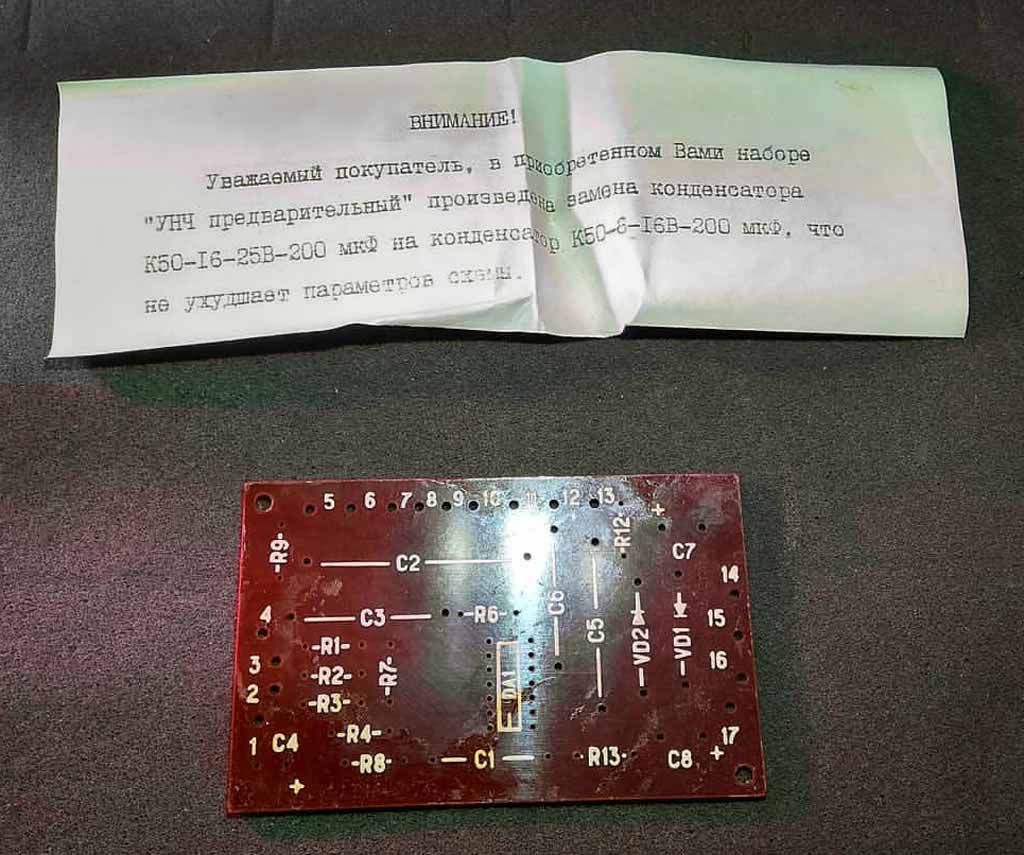 ВНИМАНИЕ!
Уважаемый покупатель, в приобретенном Вами наборе
"УНЧ предварительный" произведена замена конденсатора
К50-I6-25В-200 мкФ на конденсатор К50-6-I6В-200 мкФ, что
не ухудшает параметров схемы.
5 6 7 8 9 10 11 12 13 +
-R9-
R12
C2
C7
14
4
C3
-R6-
C6
15
-R1-
C5
-VD2
-VD1
3
-R2-
-R7-
16
2
-R3-
DA1
1
C4
-R4-
17
-R8-
C1
-R13-
C8 +
+